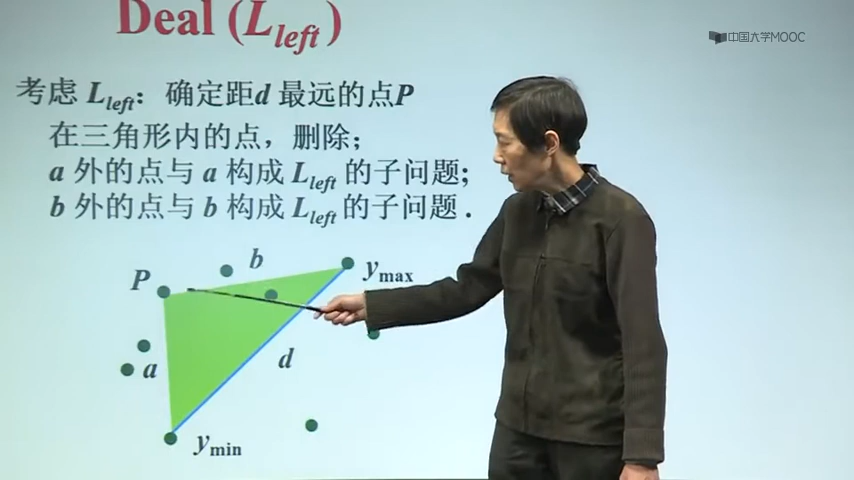 Deal (L_left)
中国大学MOOC
考虑 L_left：确定距d 最远的点P
在三角形内的点，删除；
a 外的点与 a 构成 L_left 的子问题；
b 外的点与 b 构成 L_left 的子问题．
b
P
y_max
a
d
y_min